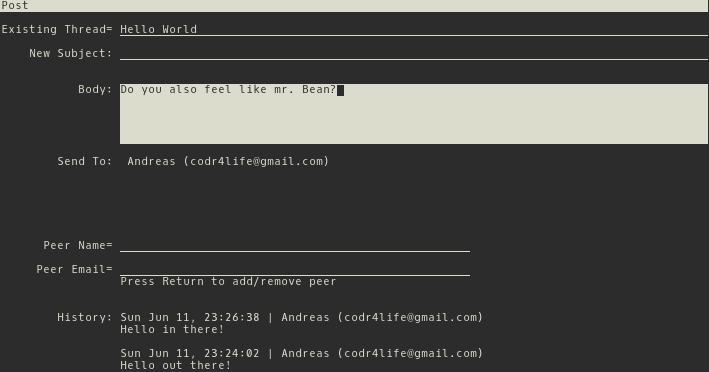 Post
Existing Thread= Hello World
New Subject:
Body: Do you also feel like mr. Bean?
Send To: Andreas (codr4life@gmail.com)
Peer Name=
Peer Email=
Press Return to add/remove peer
History: Sun Jun 11, 23:26:38 | Andreas (codr4life@gmail.com)
Hello in there!
Sun Jun 11, 23:24:02 | Andreas (codr4life@gmail.com)
Hello out there!